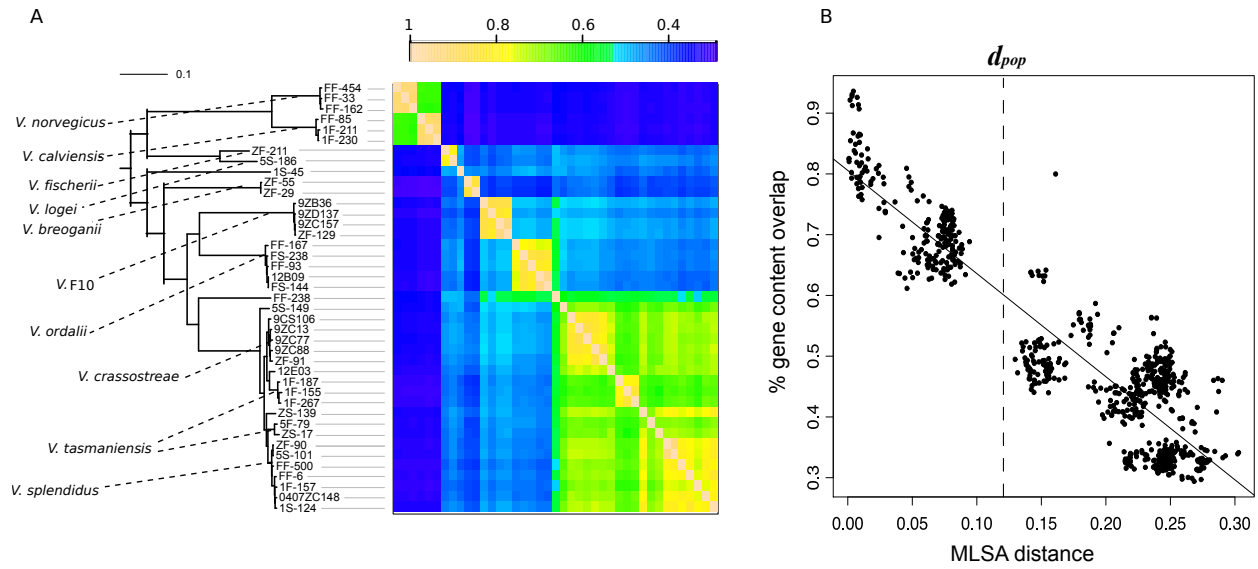 A
B
1 0.8 0.6 0.4
0.1
FF-454
FF-33
FF-162
FF-85
1F-211
1F-230
ZF-211
5S-186
1S-45
ZF-55
ZF-29
9ZB36
9ZD137
9ZC157
ZF-129
FF-167
FS-238
FF-93
12B09
FS-144
FF-238
5S-149
9CS106
9ZC13
9ZC77
9ZC88
ZF-91
12E03
1F-187
1F-155
1F-267
ZS-139
5F-79
ZS-17
ZF-90
5S-101
FF-500
FF-6
1F-157
0407ZC148
1S-124
V. norvegicus
V. calviensis
V. fischerii
V. logei
V. breoganii
V. F10
V. ordalii
V. crassostreae
V. tasmaniensis
V. splendidus
dpop
% gene content overlap
0.9
0.8
0.7
0.6
0.5
0.4
0.3
0.00 0.05 0.10 0.15 0.20 0.25 0.30
MLSA distance